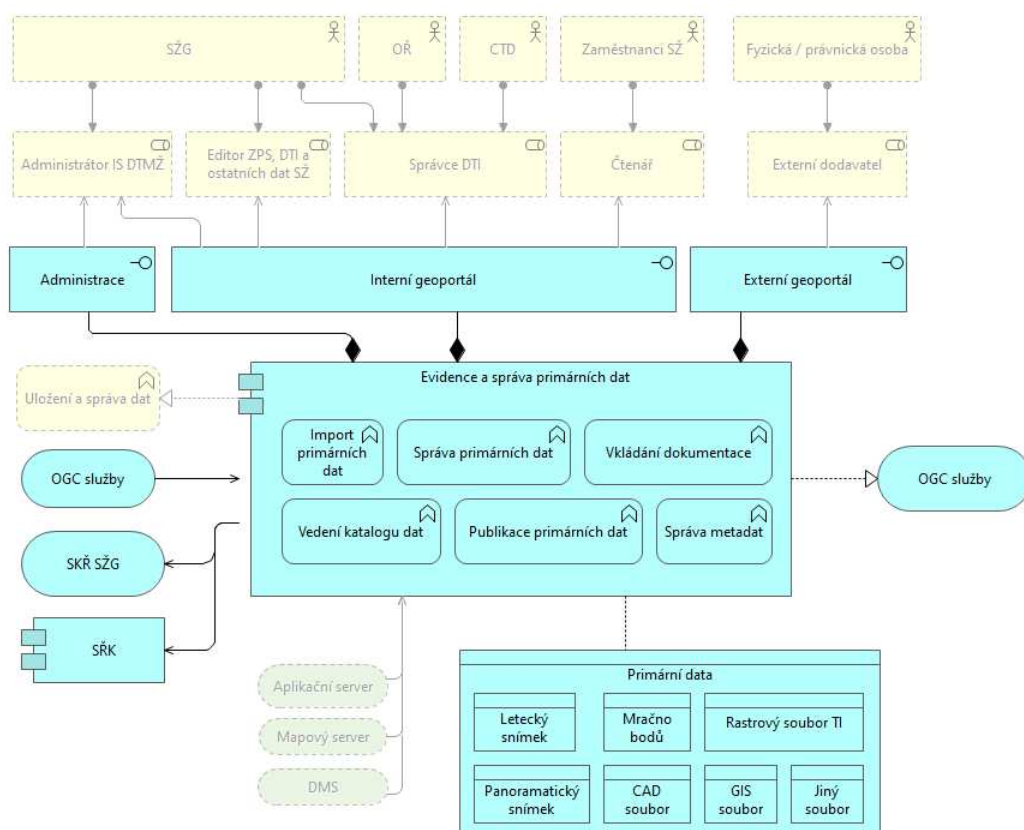 SŽG
OŘ
CTD
Zaměstnanci SŽ
Fyzická / právnická osoba
Administrátor IS DTMŽ
Editor ZPS, DTI a
ostatních dat SŽ
Správce DTI
Čtenář
Externí dodavatel
Administrace
Interní geoportál
Externí geoportál
Evidence a správa primárních dat
Uložení a správa dat
Import
primárních
dat
Správa primárních dat
Vkládání dokumentace
OGC služby
OGC služby
Vedení katalogu dat
Publikace primárních dat
Správa metadat
SKŘ SŽG
SŘK
Aplikační server
Mapový server
DMS
Primární data
Letecký
snímek
Mračno
bodů
Rastrový soubor TI
Panoramatický
snímek
CAD
soubor
GIS
soubor
Jiný
soubor